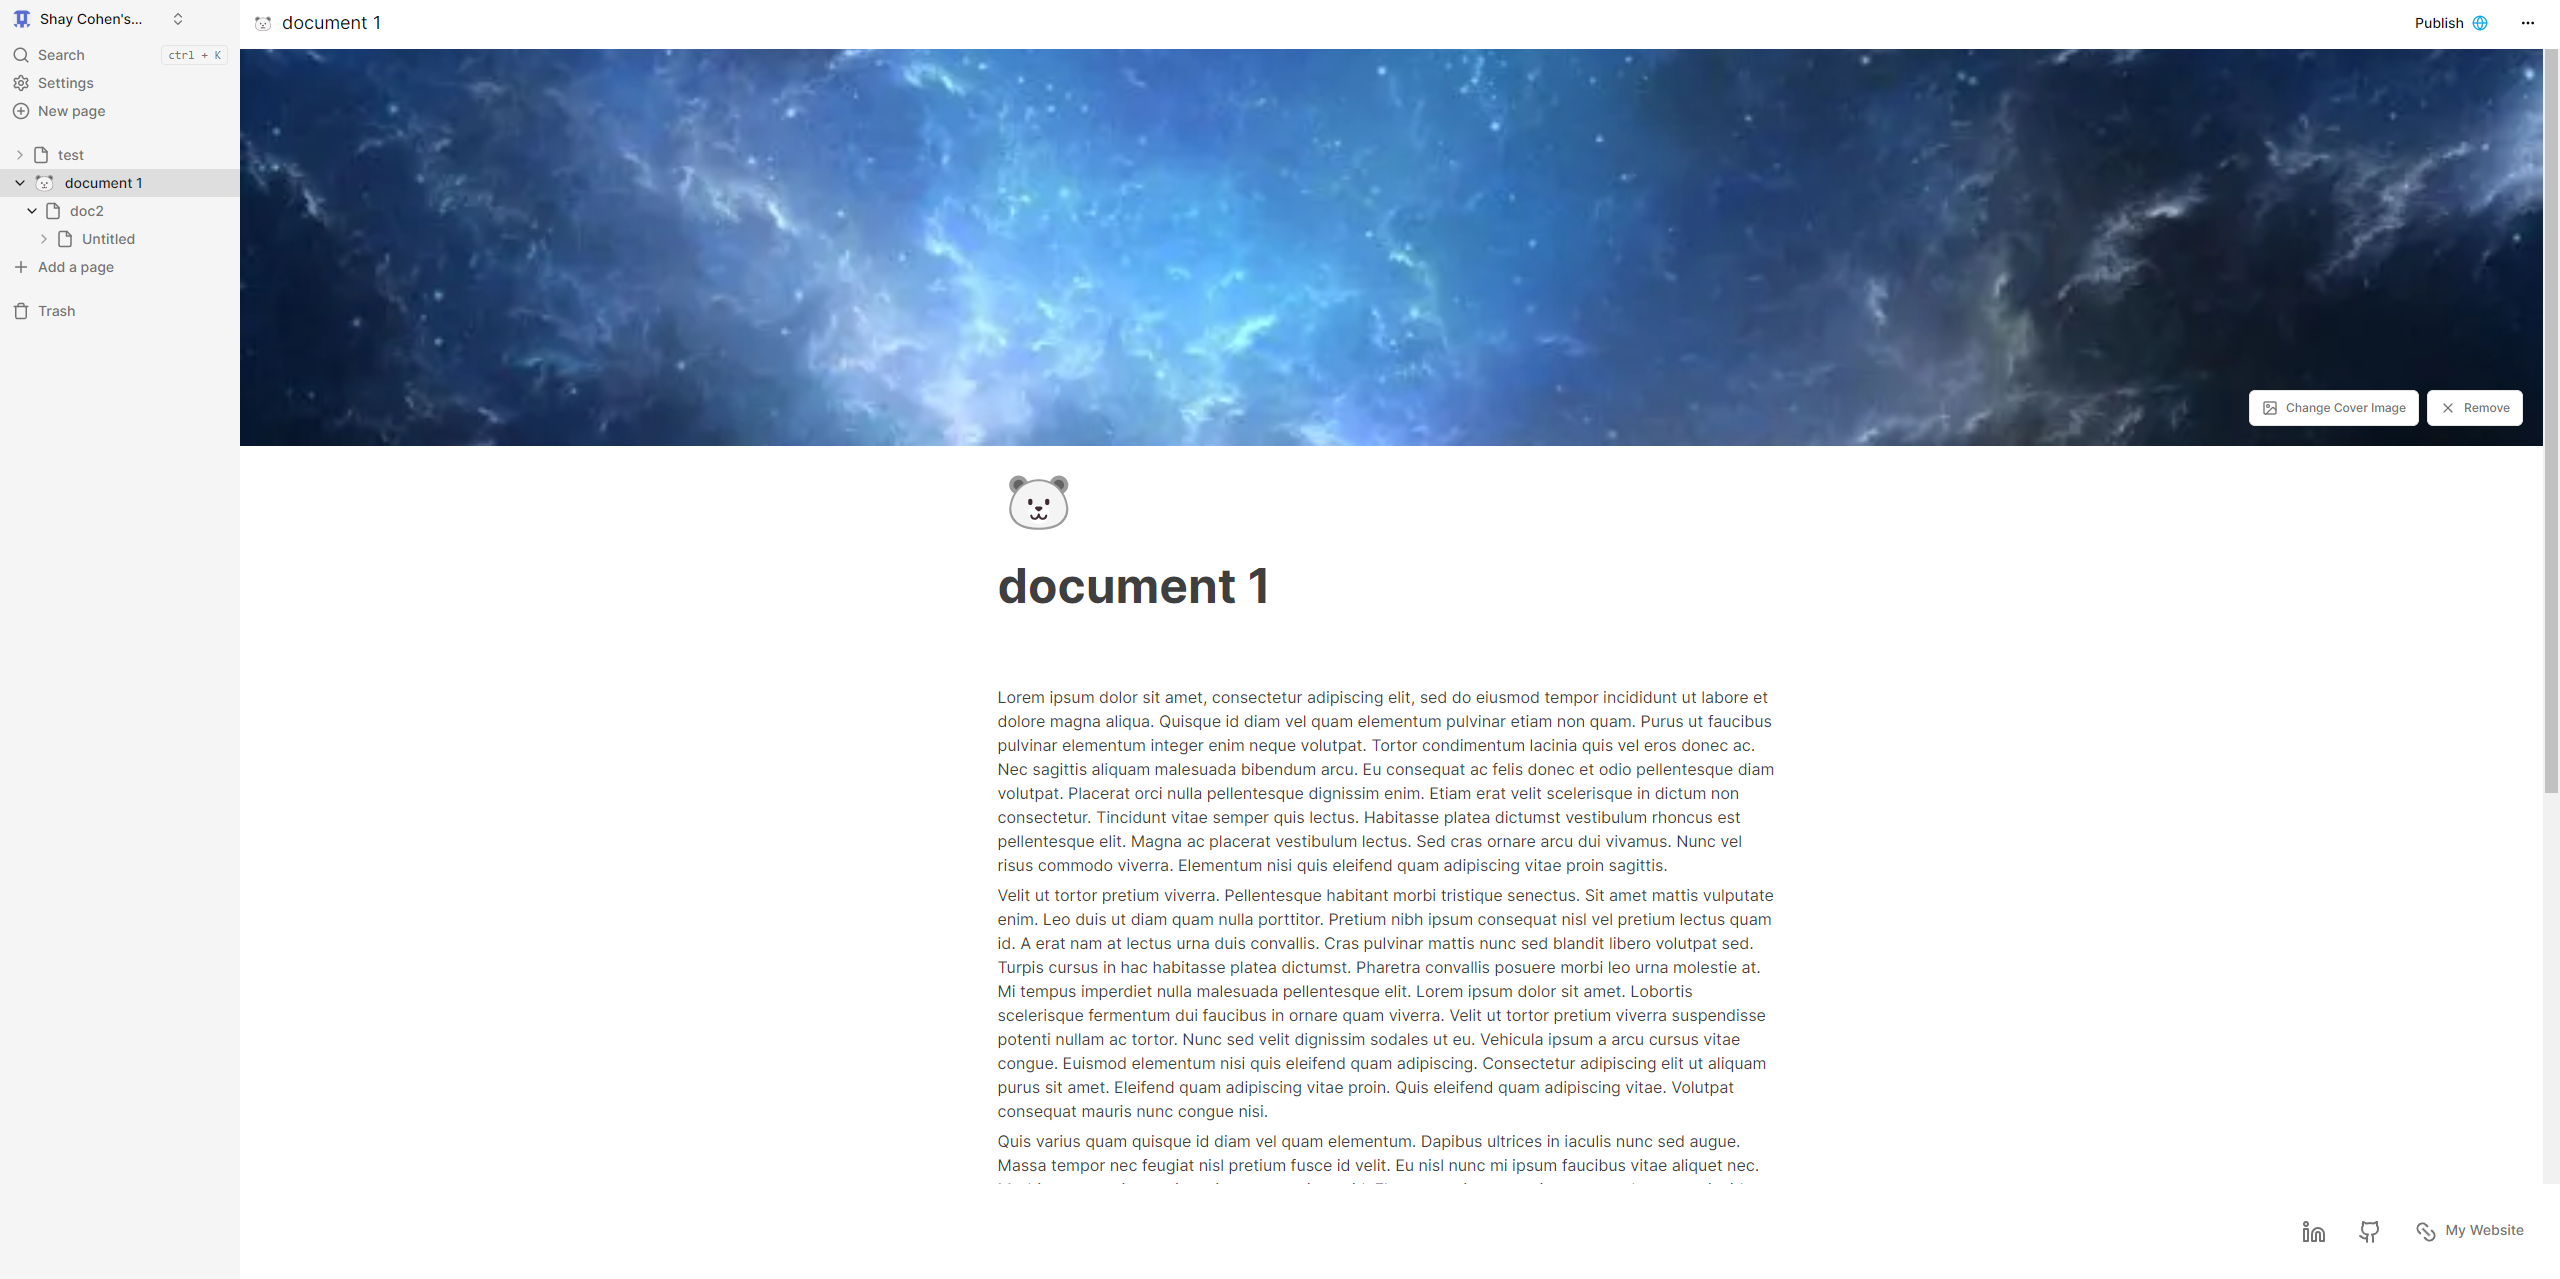 Shay Cohen's...
Search
ctrl + K
Settings
New page
test
document 1
doc2
Untitled
Add a page
Trash
document 1
Publish
Change Cover Image
Remove
document 1
Lorem ipsum dolor sit amet, consectetur adipiscing elit, sed do eiusmod tempor incididunt ut labore et
dolore magna aliqua. Quisque id diam vel quam elementum pulvinar etiam non quam. Purus ut faucibus
pulvinar elementum integer enim neque volutpat. Tortor condimentum lacinia quis vel eros donec ac.
Nec sagittis aliquam malesuada bibendum arcu. Eu consequat ac felis donec et odio pellentesque diam
volutpat. Placerat orci nulla pellentesque dignissim enim. Etiam erat velit scelerisque in dictum non
consectetur. Tincidunt vitae semper quis lectus. Habitasse platea dictumst vestibulum rhoncus est
pellentesque elit. Magna ac placerat vestibulum lectus. Sed cras ornare arcu dui vivamus. Nunc vel
risus commodo viverra. Elementum nisi quis eleifend quam adipiscing vitae proin sagittis.
Velit ut tortor pretium viverra. Pellentesque habitant morbi tristique senectus. Sit amet mattis vulputate
enim. Leo duis ut diam quam nulla porttitor. Pretium nibh ipsum consequat nisl vel pretium lectus quam
id. A erat nam at lectus urna duis convallis. Cras pulvinar mattis nunc sed blandit libero volutpat sed.
Turpis cursus in hac habitasse platea dictumst. Pharetra convallis posuere morbi leo urna molestie at.
Mi tempus imperdiet nulla malesuada pellentesque elit. Lorem ipsum dolor sit amet. Lobortis
scelerisque fermentum dui faucibus in ornare quam viverra. Velit ut tortor pretium viverra suspendisse
potenti nullam ac tortor. Nunc sed velit dignissim sodales ut eu. Vehicula ipsum a arcu cursus vitae
congue. Euismod elementum nisi quis eleifend quam adipiscing. Consectetur adipiscing elit ut aliquam
purus sit amet. Eleifend quam adipiscing vitae proin. Quis eleifend quam adipiscing vitae. Volutpat
consequat mauris nunc congue nisi.
Quis varius quam quisque id diam vel quam elementum. Dapibus ultrices in iaculis nunc sed augue.
Massa tempor nec feugiat nisl pretium fusce id velit. Eu nisl nunc mi ipsum faucibus vitae aliquet nec.
My Website